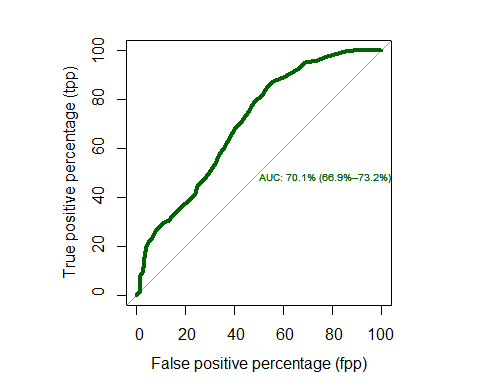 True positive percentage (tpp)
100
80
60
40
20
0
AUC: 70.1% (66.9%–73.2%)
0 20 40 60 80 100
False positive percentage (fpp)